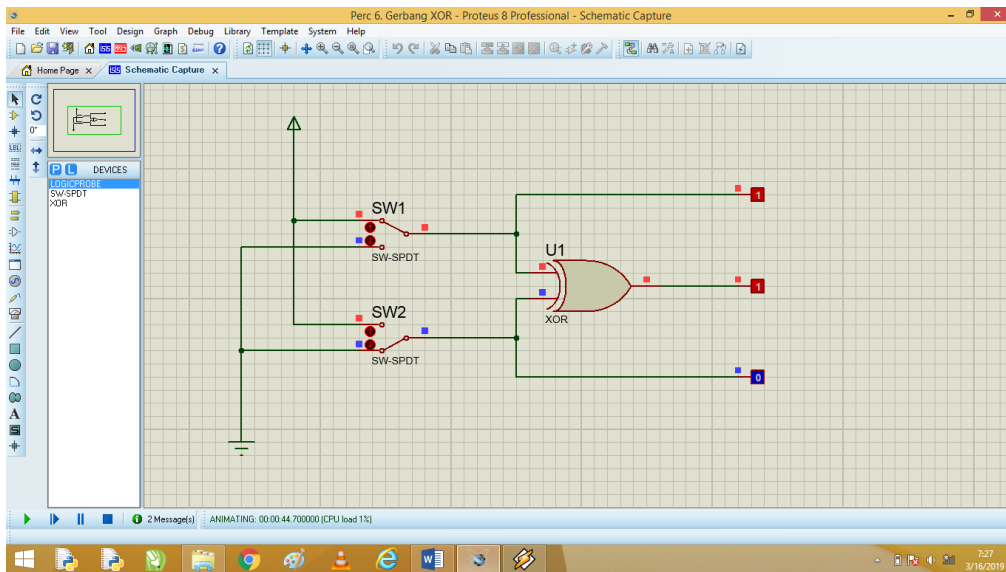 Perc 6. Gerbang XOR - Proteus 8 Professional - Schematic Capture
File Edit View Tool Design Graph Debug Library Template System Help
Home Page
Schematic Capture
0°
P L DEVICES
LOGICPROBE
SW-SPDT
XOR
SW1
SW-SPDT
SW2
SW-SPDT
U1
XOR
1
1
0
2 Message(s)
ANIMATING: 00:00:44.700000 (CPU load 1%)
7:27
3/16/2019